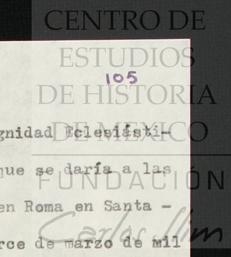 CENTRO DE
ESTUDIOS
105
DE HISTORIA
DE MEXICO
gnidad Eclesiásti-
que se daría a las
FUNDACIÓN
en Roma en Santa -
Carlos Slim
rce de marzo de mil